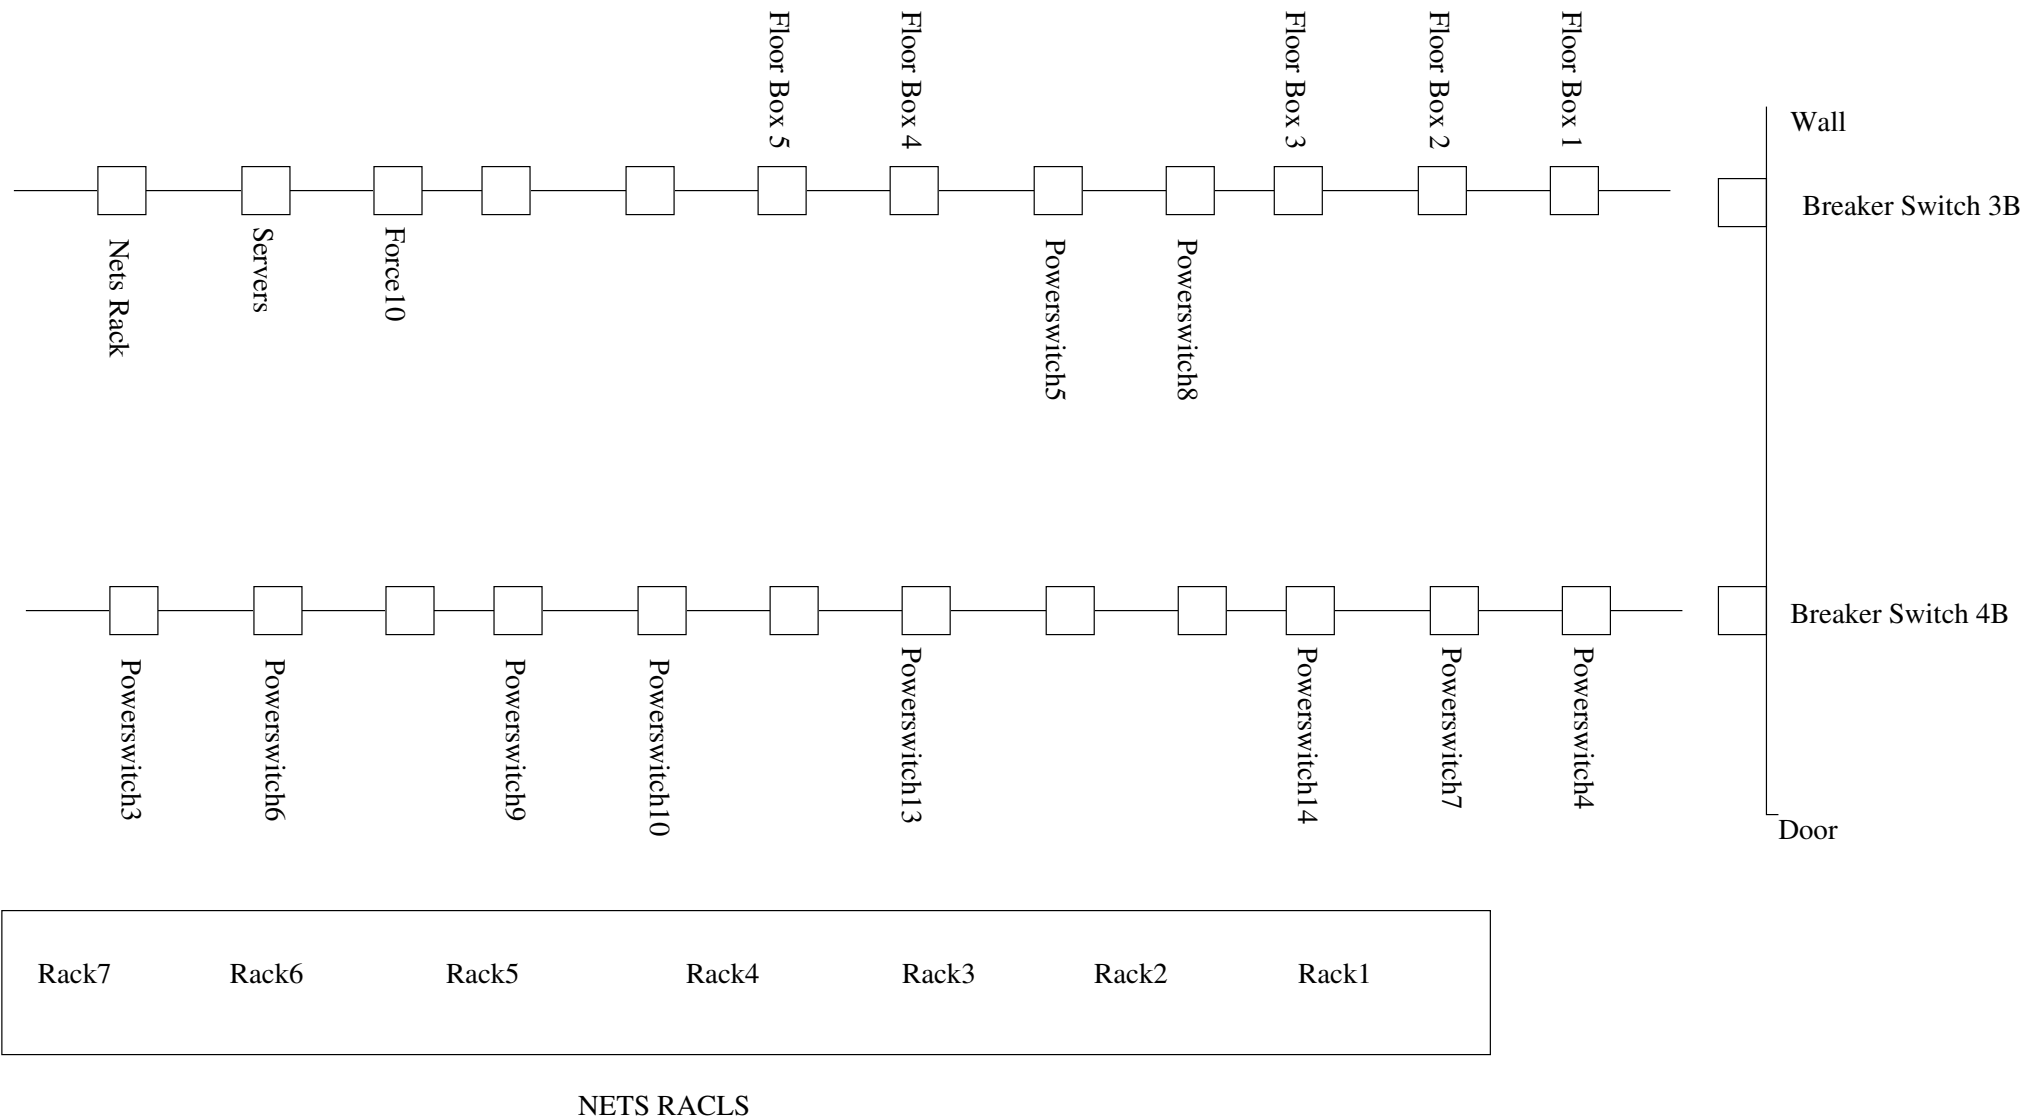 Floor Box 5
Floor Box 4
Floor Box 3
Floor Box 2
Floor Box 1
Wall
Breaker Switch 3B
Nets Rack
Servers
Force10
Powerswitch5
Powerswitch8
Breaker Switch 4B
Powerswitch3
Powerswitch6
Powerswitch9
Powerswitch10
Powerswitch13
Powerswitch14
Powerswitch7
Powerswitch4
Door
Rack7
Rack6
Rack5
Rack4
Rack3
Rack2
Rack1
NETS RACLS